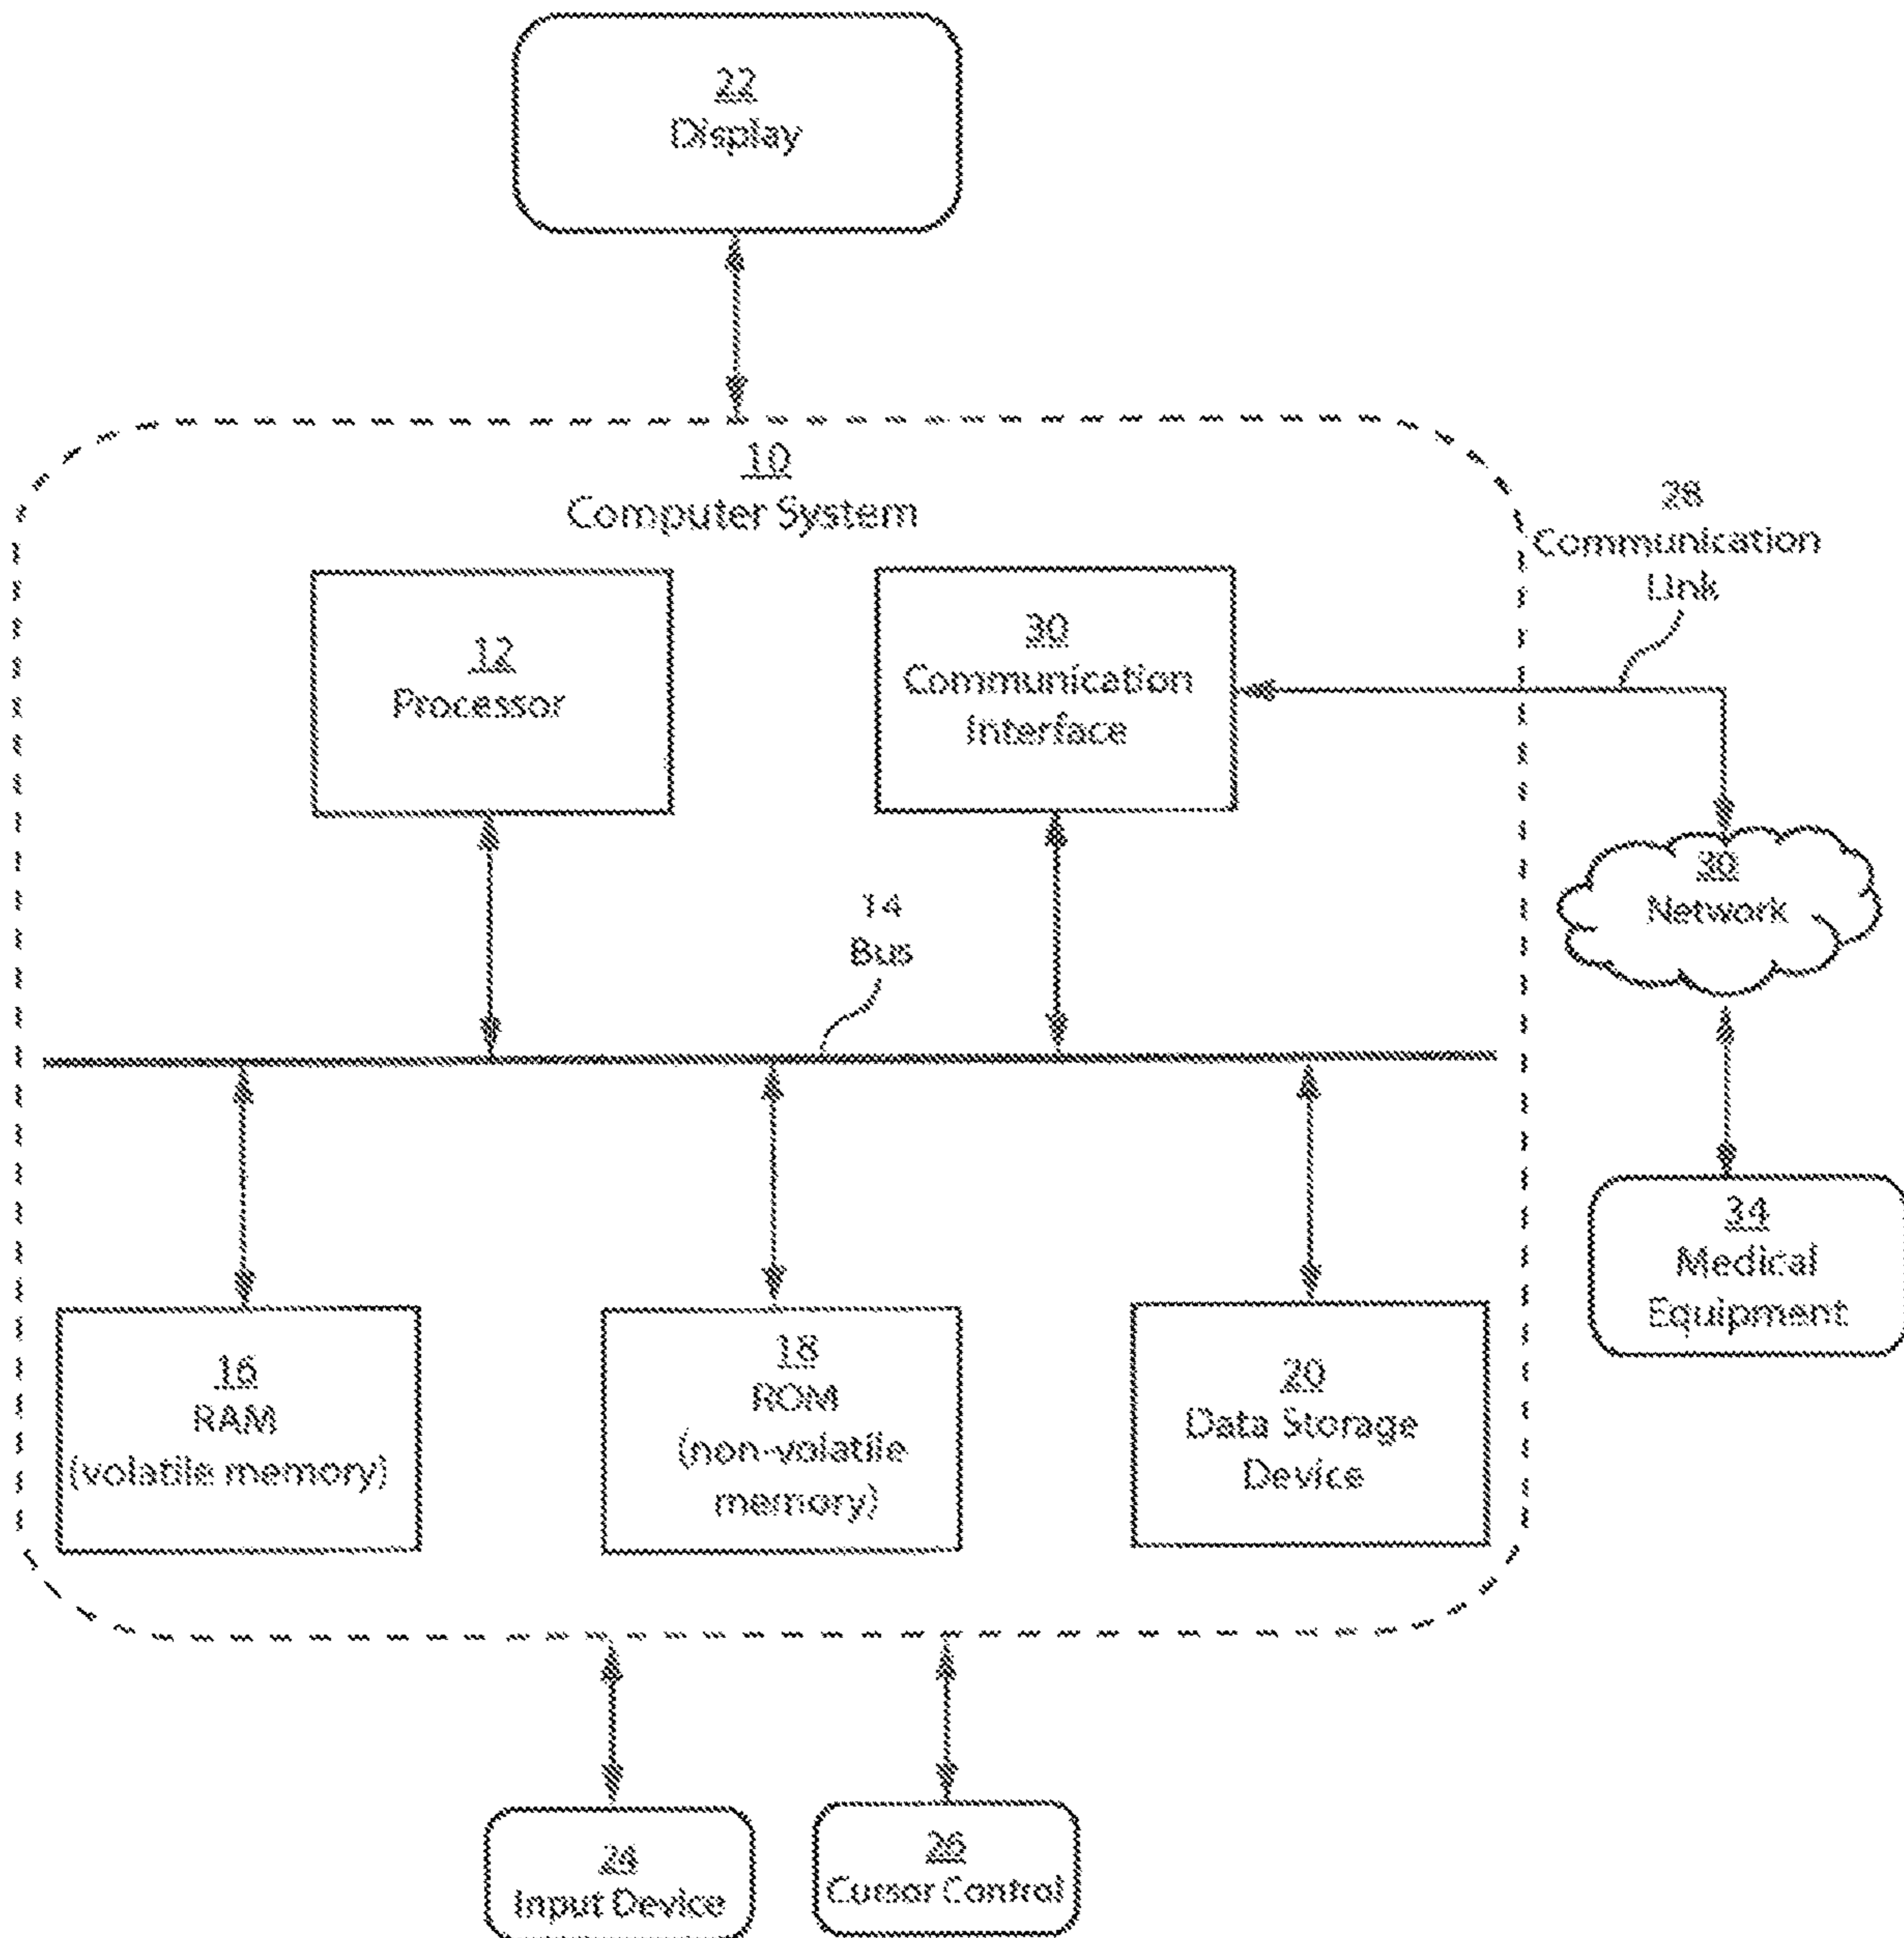 22
Display
10
Computer System
28
Communication
Link
12
Processor
30
Communication
Interface
30
Network
14
Bus
34
Medical
Equipment
16
RAM
(volatile memory)
18
ROM
(non-volatile
memory)
20
Data Storage
Device
24
Input Device
26
Cursor Control